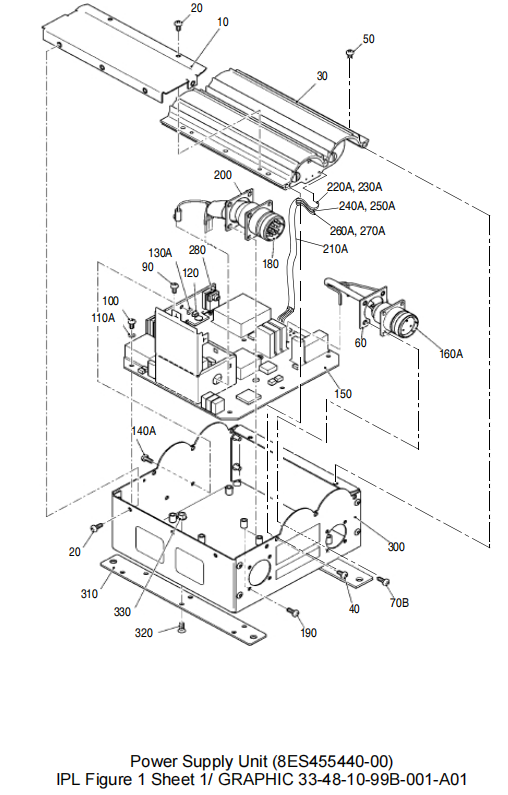 20
10
50
30
200
220A, 230A
240A, 250A
260A, 270A
210A
280
130A
120
90
180
100
110A
60
160A
150
140A
20
300
310
330
40
70B
320
190
Power Supply Unit (8ES455440-00)
IPL Figure 1 Sheet 1/ GRAPHIC 33-48-10-99B-001-A01